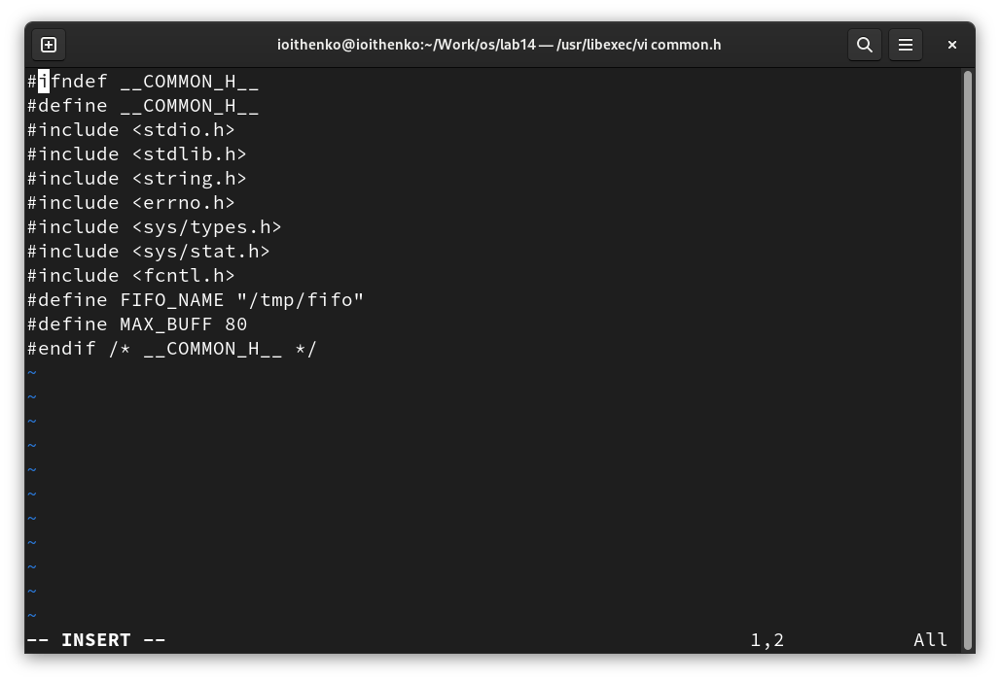 ioithenko@ioithenko:~/Work/os/lab14 — /usr/libexec/vi common.h
#ifndef __COMMON_H__
#define __COMMON_H__
#include <stdio.h>
#include <stdlib.h>
#include <string.h>
#include <errno.h>
#include <sys/types.h>
#include <sys/stat.h>
#include <fcntl.h>
#define FIFO_NAME "/tmp/fifo"
#define MAX_BUFF 80
#endif /* __COMMON_H__ */
~
~
~
~
~
~
~
~
~
~
~
-- INSERT -- 1,2 All